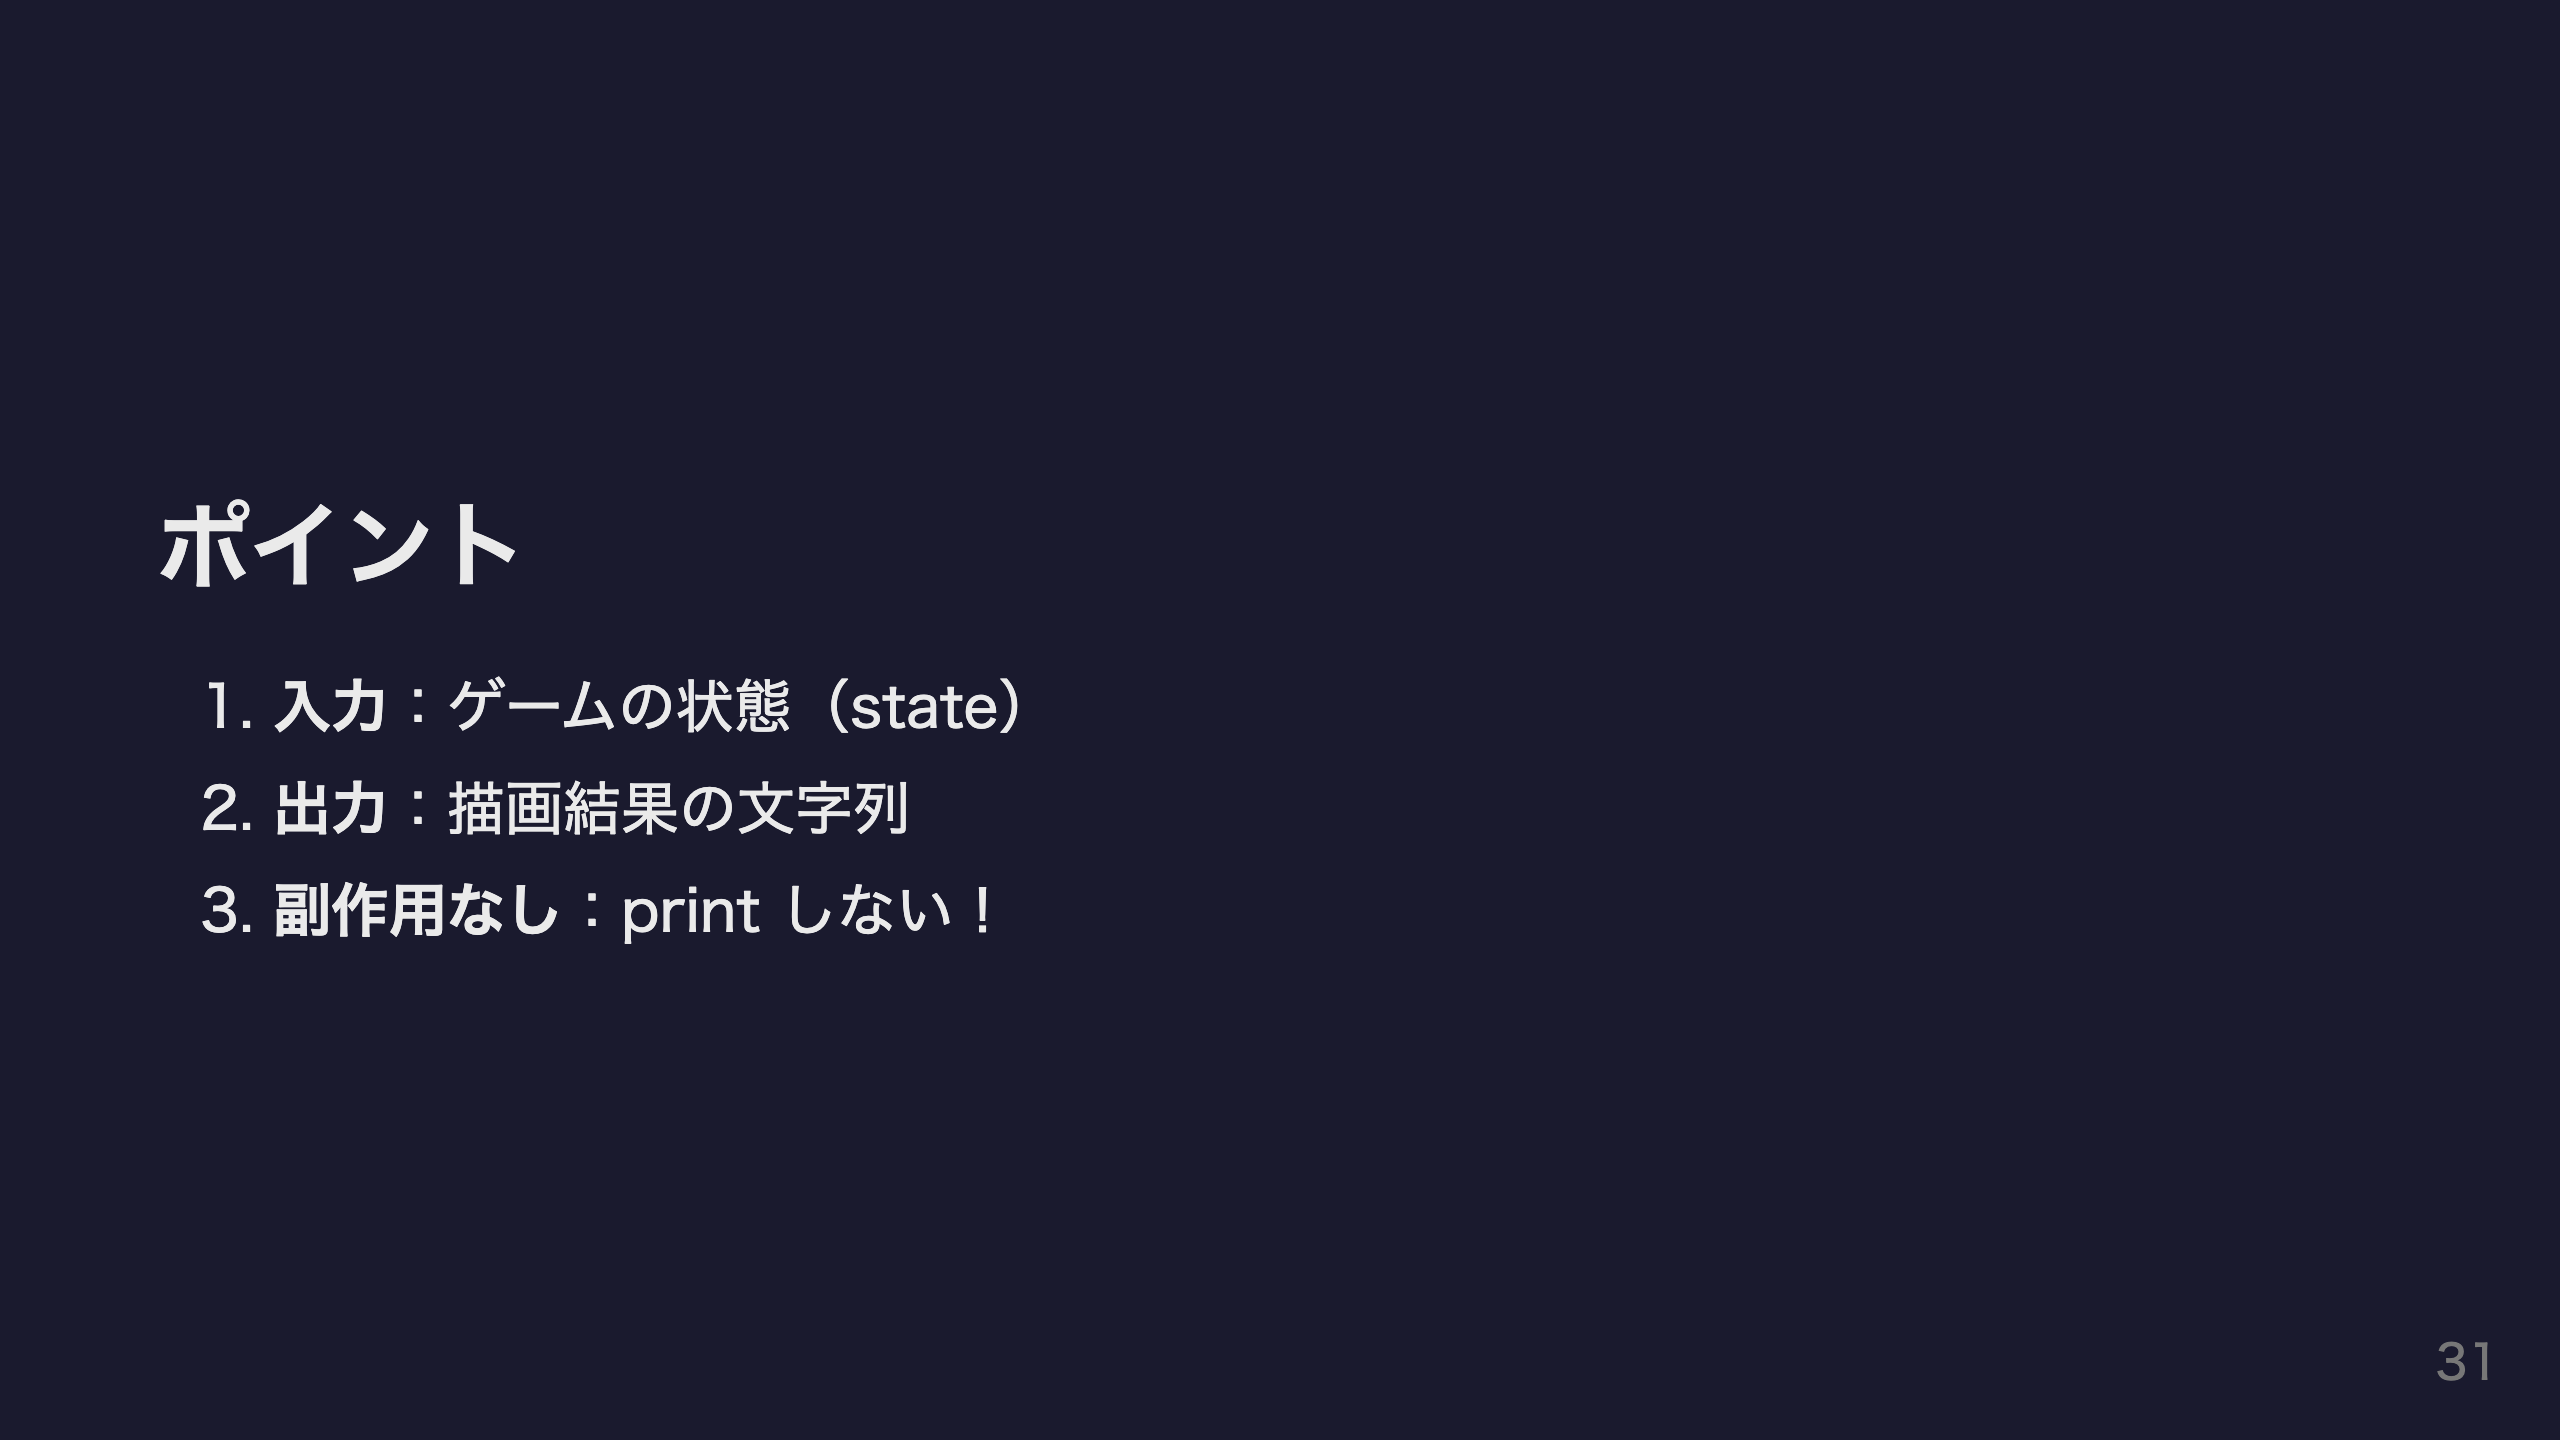 ポイント
1. 入力：ゲームの状態（state）
2. 出力：描画結果の文字列
3. 副作用なし：print しない！
31